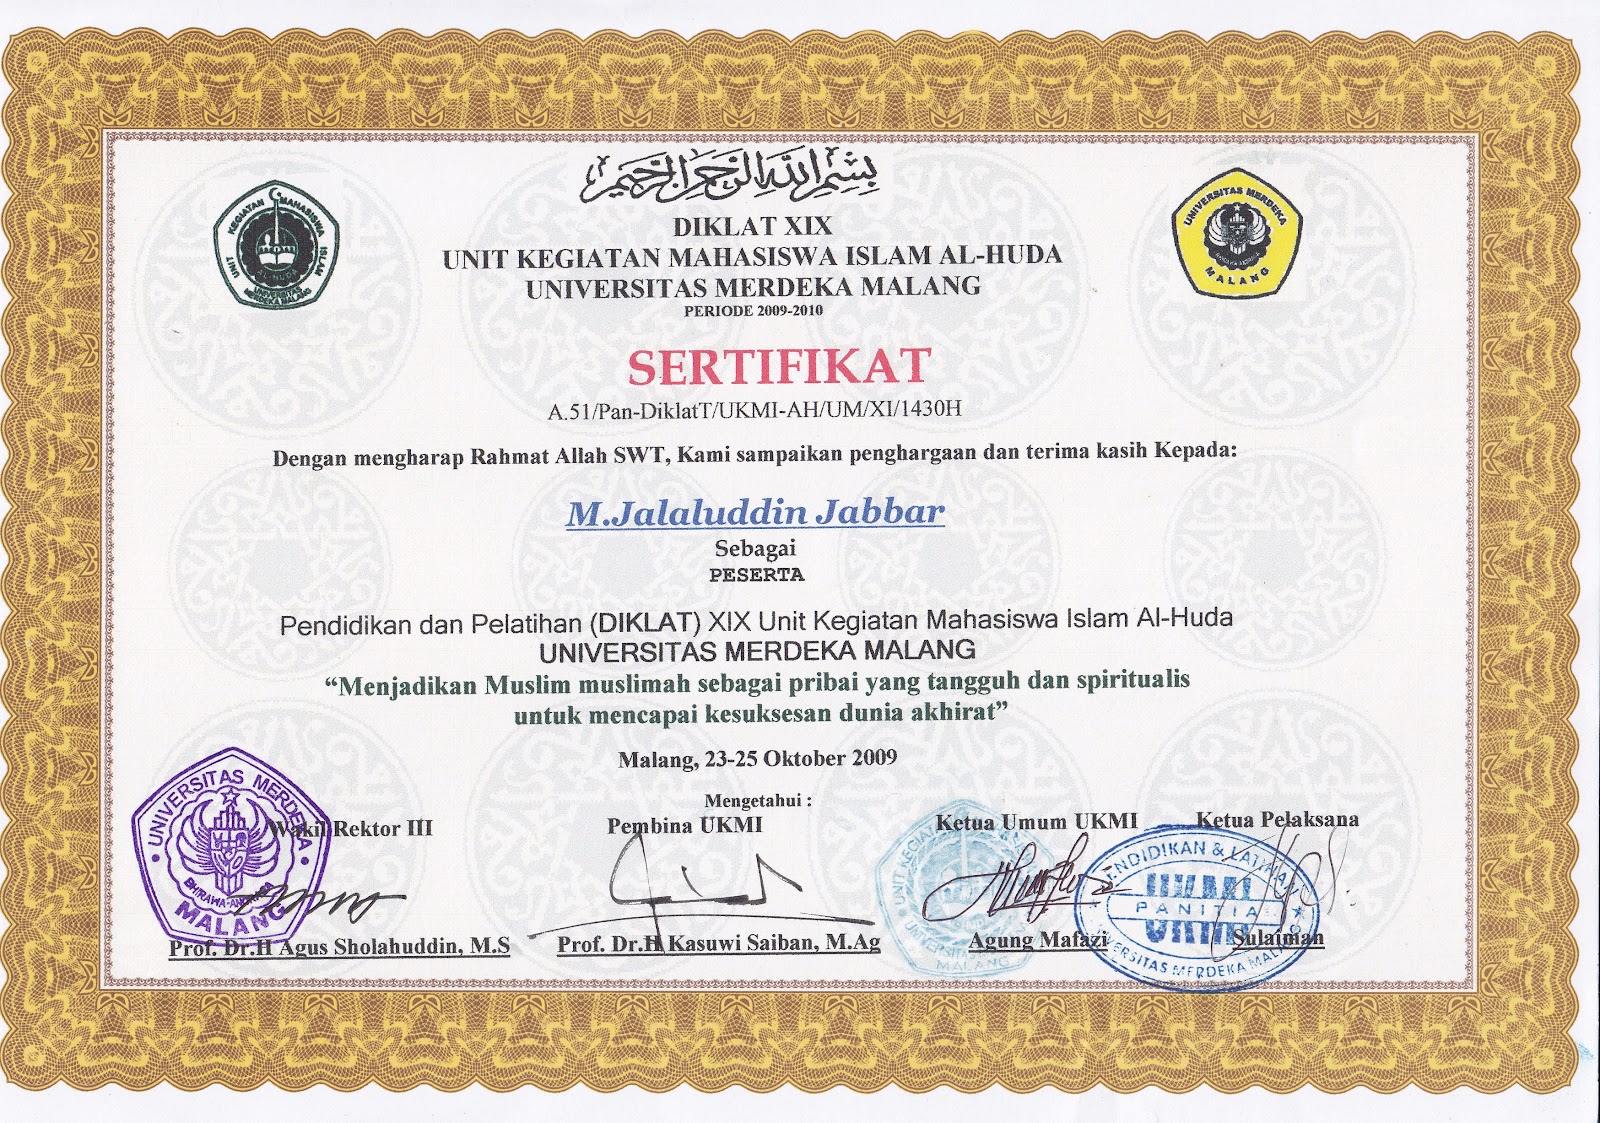 بسم الله الرحمن الرحيم
DIKLAT XIX
UNIT KEGIATAN MAHASISWA ISLAM AL-HUDA
UNIVERSITAS MERDEKA MALANG
PERIODE 2009-2010
UNIT KEGIATAN MAHASISWA ISLAM
AL-HUDA
UNIVERSITAS MERDEKA MALANG
UNIVERSITAS MERDEKA
MALANG
SERTIFIKAT
A.51/Pan-DiklatT/UKMI-AH/UM/XI/1430H
Dengan mengharap Rahmat Allah SWT, Kami sampaikan penghargaan dan terima kasih Kepada:
M.Jalaluddin Jabbar
Sebagai
PESERTA
Pendidikan dan Pelatihan (DIKLAT) XIX Unit Kegiatan Mahasiswa Islam Al-Huda
UNIVERSITAS MERDEKA MALANG
“Menjadikan Muslim muslimah sebagai pribai yang tangguh dan spiritualis
untuk mencapai kesuksesan dunia akhirat”
Malang, 23-25 Oktober 2009
Mengetahui :
Wakil Rektor III
Pembina UKMI
Ketua Umum UKMI
Ketua Pelaksana
UNIVERSITAS MERDEKA
MALANG
UNIT KEGIATAN
MALANG
PENDIDIKAN & LATIHAN
PANITIA
UNIVERSITAS MERDEKA MALANG
Prof. Dr.H Agus Sholahuddin, M.S
Prof. Dr.H Kasuwi Saiban, M.Ag
Agung Mafazi
Sulaiman